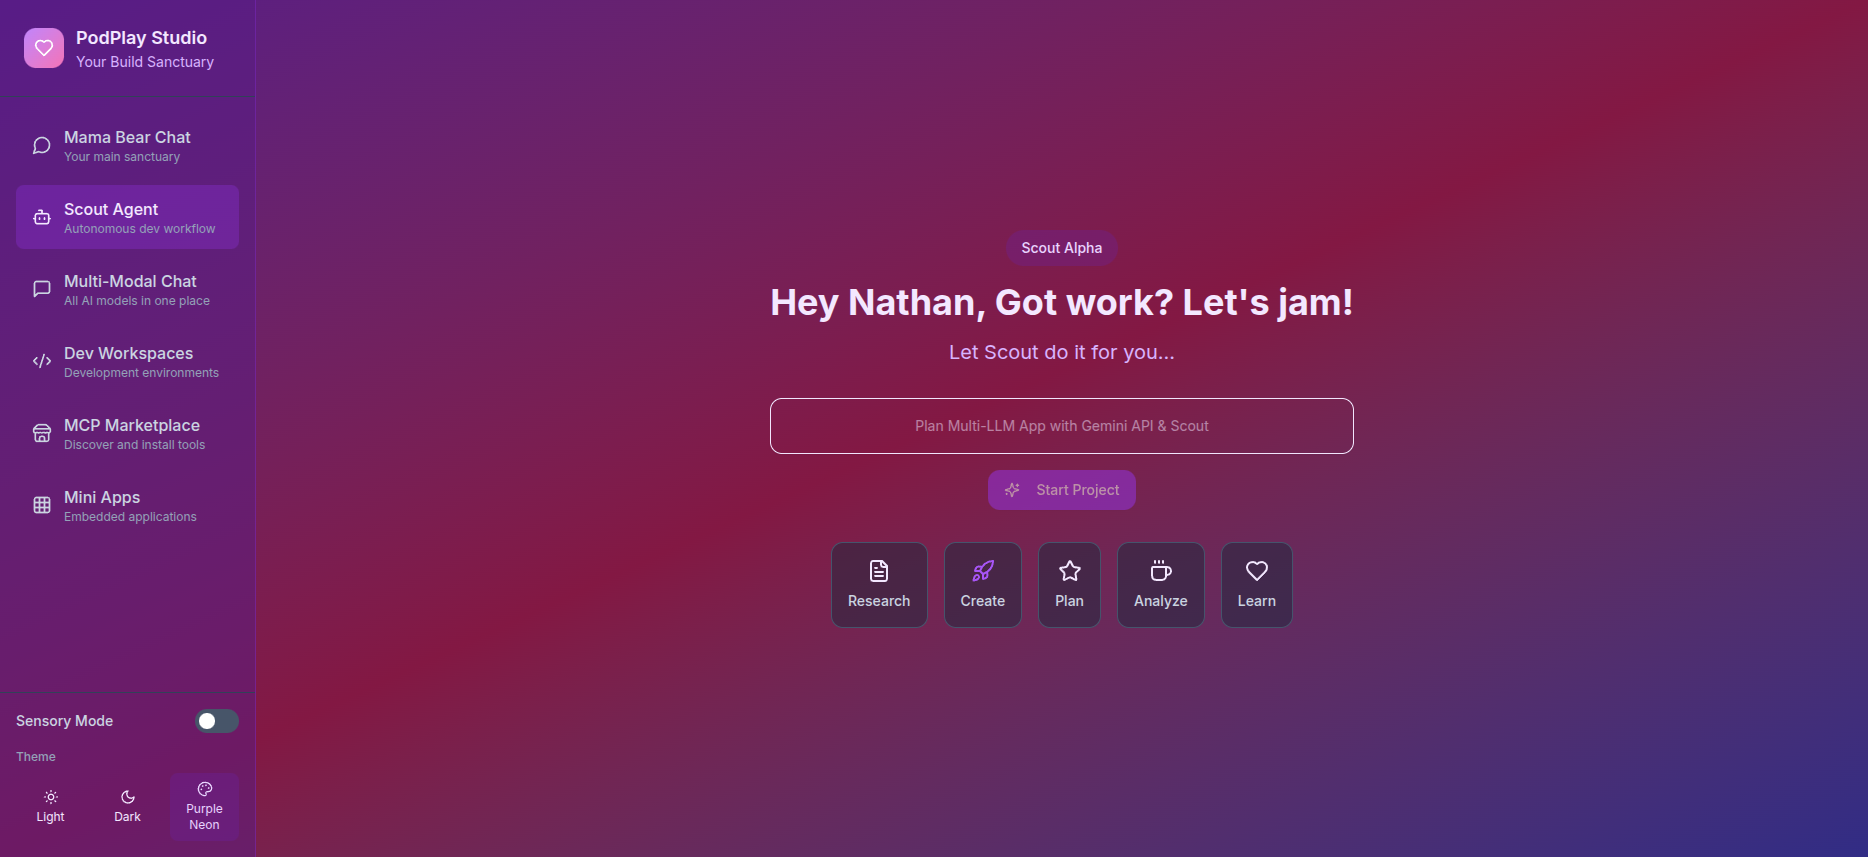 PodPlay Studio
Your Build Sanctuary
Mama Bear Chat
Your main sanctuary
Scout Agent
Autonomous dev workflow
Multi-Modal Chat
All AI models in one place
Dev Workspaces
Development environments
MCP Marketplace
Discover and install tools
Mini Apps
Embedded applications
Sensory Mode
Theme
Light
Dark
Purple
Neon
Scout Alpha
Hey Nathan, Got work? Let's jam!
Let Scout do it for you...
Plan Multi-LLM App with Gemini API & Scout
Start Project
Research
Create
Plan
Analyze
Learn